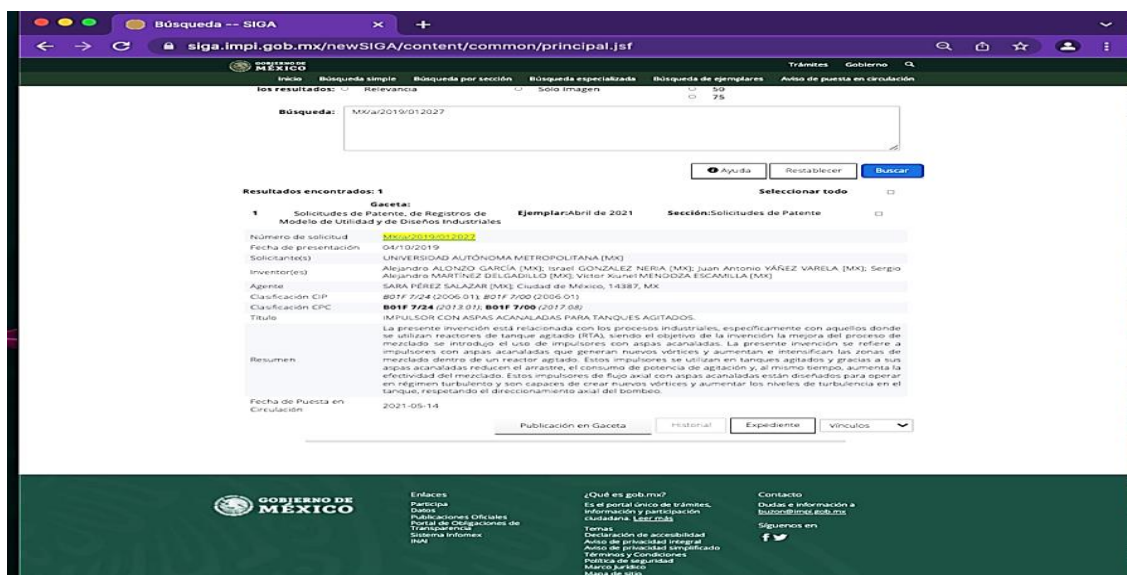 Búsqueda -- SIGA
siga.impi.gob.mx/newSIGA/content/common/principal.jsf
GOBIERNO DE MÉXICO
Trámites Gobierno
Inicio Búsqueda simple Búsqueda por sección Búsqueda especializada Búsqueda de ejemplares Aviso de puesta en circulación
los resultados: Relevancia Sólo Imagen 50
75
Búsqueda: MX/a/2019/012027
Ayuda Restablecer Buscar
Resultados encontrados: 1 Seleccionar todo
Gaceta:
1 Solicitudes de Patente, de Registros de Ejemplar:Abril de 2021 Sección:Solicitudes de Patente
Modelo de Utilidad y de Diseños Industriales
Número de solicitud MX/a/2019/012027
Fecha de presentación 04/10/2019
Solicitante(s) UNIVERSIDAD AUTÓNOMA METROPOLITANA [MX]
Inventor(es) Alejandro ALONZO GARCÍA [MX]; Israel GONZALEZ NERIA [MX]; Juan Antonio YÁÑEZ VARELA [MX]; Sergio
Alejandro MARTÍNEZ DELGADILLO [MX]; Victor Xiunel MENDOZA ESCAMILLA [MX]
Agente SARA PÉREZ SALAZAR [MX]; Ciudad de México, 14387, MX
Clasificación CIP B01F 7/24 (2006.01); B01F 7/00 (2006.01)
Clasificación CPC B01F 7/24 (2013.01); B01F 7/00 (2017.08)
Título IMPULSOR CON ASPAS ACANALADAS PARA TANQUES AGITADOS.
La presente invención está relacionada con los procesos industriales, específicamente con aquellos donde
se utilizan reactores de tanque agitado (RTA), siendo el objetivo de la invención la mejora del proceso de
mezclado se introdujo el uso de impulsores con aspas acanaladas. La presente invención se refiere a
impulsores con aspas acanaladas que generan nuevos vórtices y aumentan e intensifican las zonas de
Resumen mezclado dentro de un reactor agitado. Estos impulsores se utilizan en tanques agitados y gracias a sus
aspas acanaladas reducen el arrastre, el consumo de potencia de agitación y, al mismo tiempo, aumenta la
efectividad del mezclado. Estos impulsores de flujo axial con aspas acanaladas están diseñados para operar
en régimen turbulento y son capaces de crear nuevos vórtices y aumentar los niveles de turbulencia en el
tanque, respetando el direccionamiento axial del bombeo.
Fecha de Puesta en
Circulación 2021-05-14
Publicación en Gaceta Historial Expediente Vínculos
GOBIERNO DE MÉXICO
Enlaces
Participa
Datos
Publicaciones Oficiales
Portal de Obligaciones de
Transparencia
Sistema Infomex
INAI
¿Qué es gob.mx?
Es el portal único de trámites,
información y participación
ciudadana. Leer más
Temas
Declaración de accesibilidad
Aviso de privacidad integral
Aviso de privacidad simplificado
Términos y Condiciones
Política de seguridad
Marco Jurídico
Mapa de sitio
Contacto
Dudas e información a
buzon@impi.gob.mx
Síguenos en